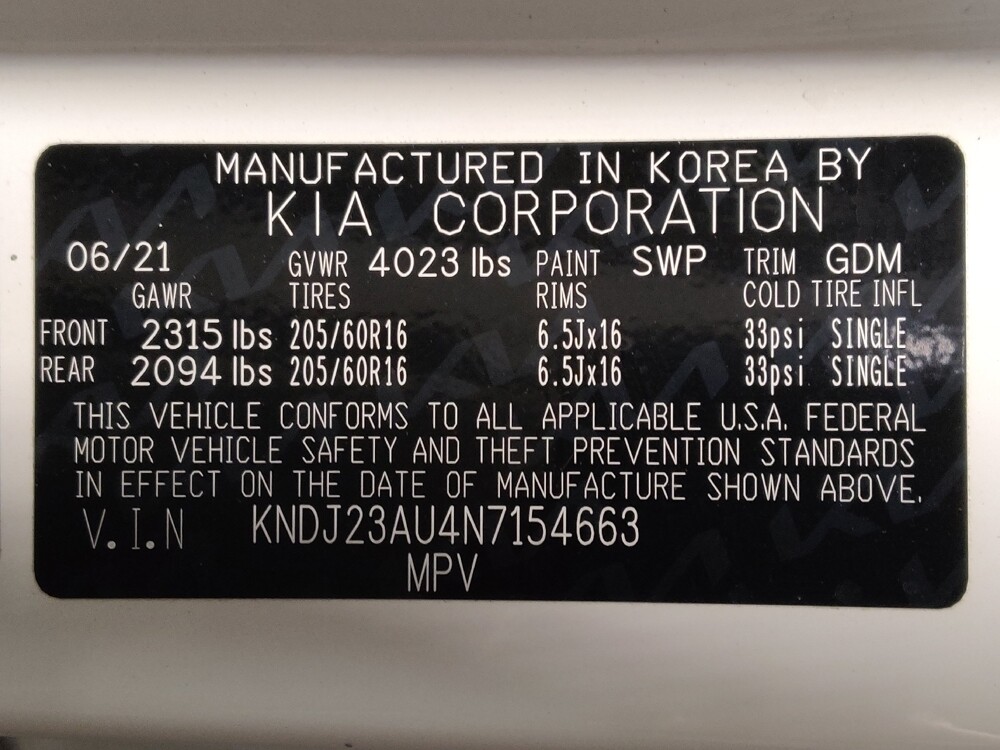 MANUFACTURED IN KOREA BY
KIA CORPORATION
06/21 GVWR 4023 lbs PAINT SWP TRIM GDM
GAWR TIRES RIMS COLD TIRE INFL
FRONT 2315 lbs 205/60R16 6.5Jx16 33psi SINGLE
REAR 2094 lbs 205/60R16 6.5Jx16 33psi SINGLE
THIS VEHICLE CONFORMS TO ALL APPLICABLE U.S.A. FEDERAL
MOTOR VEHICLE SAFETY AND THEFT PREVENTION STANDARDS
IN EFFECT ON THE DATE OF MANUFACTURE SHOWN ABOVE.
V.I.N KNDJ23AU4N7154663
MPV